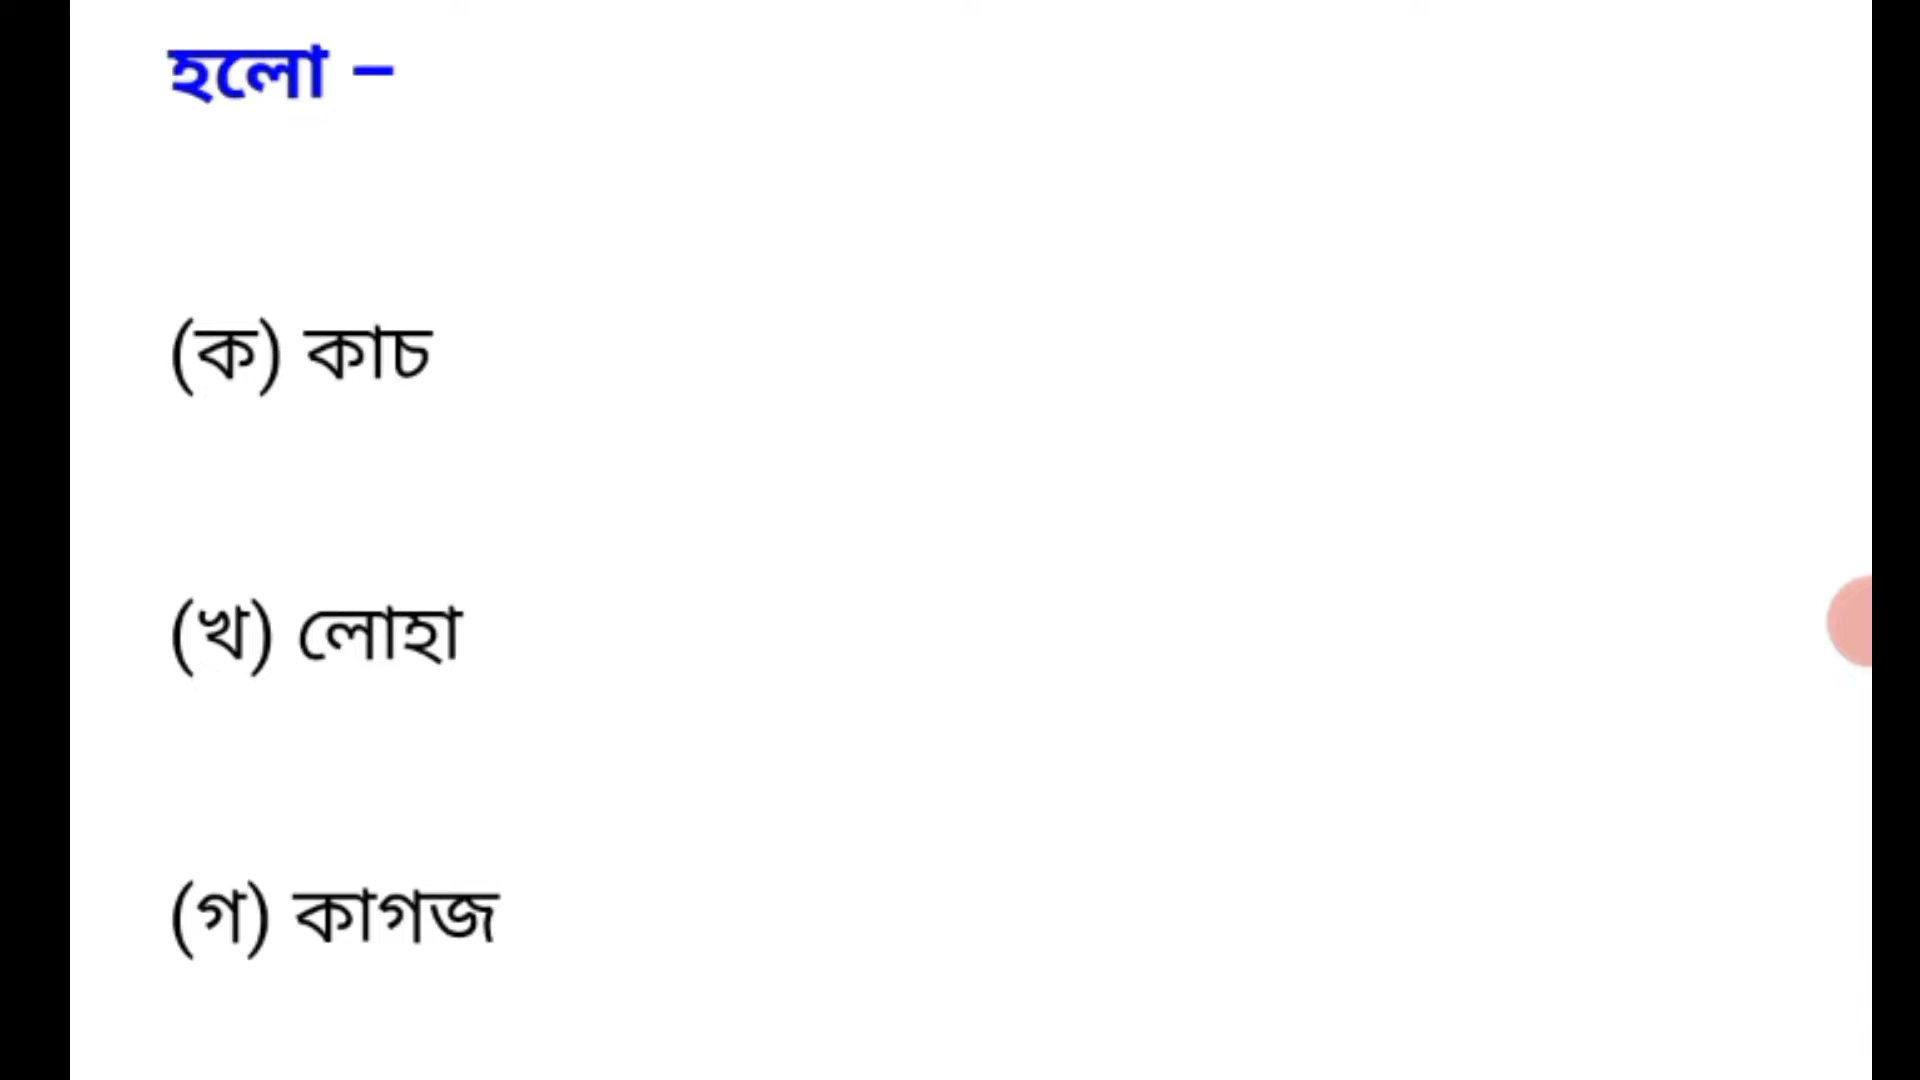 হলো –
(ক) কাচ
(খ) লোহা
(গ) কাগজ